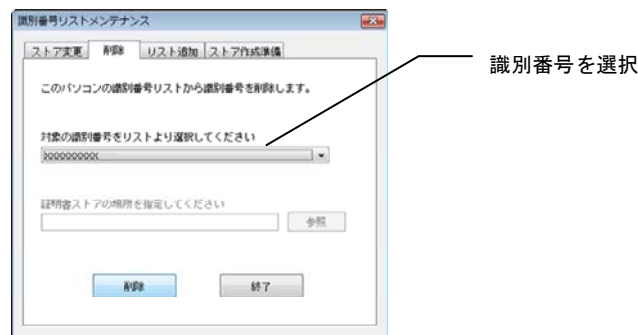 識別番号リストメンテナンス
ストア変更 削除 リスト追加 ストア作成準備
識別番号を選択
このパソコンの識別番号リストから識別番号を削除します。
対象の識別番号をリストより選択してください
XXXXXXXXXX
証明書ストアの場所を指定してください
参照
削除 終了